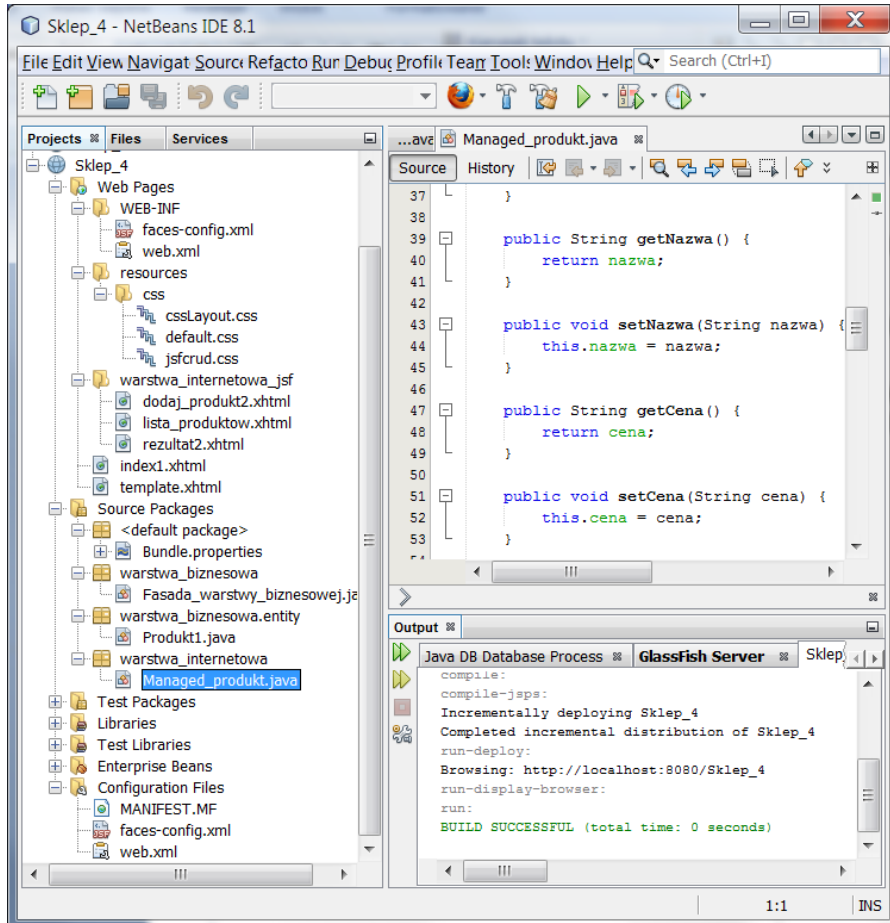 Sklep_4 - NetBeans IDE 8.1
File Edit View Navigat Source Refacto Run Debug Profile Team Tools Window Help Search (Ctrl+I)
Projects Files Services
Sklep_4
Web Pages
WEB-INF
faces-config.xml
web.xml
resources
css
cssLayout.css
default.css
jsfcrud.css
warstwa_internetowa_jsf
dodaj_produkt2.xhtml
lista_produktow.xhtml
rezultat2.xhtml
index1.xhtml
template.xhtml
Source Packages
<default package>
Bundle.properties
warstwa_biznesowa
Fasada_warstwy_biznesowej.ja
warstwa_biznesowa.entity
Produkt1.java
warstwa_internetowa
Managed_produkt.java
Test Packages
Libraries
Test Libraries
Enterprise Beans
Configuration Files
MANIFEST.MF
faces-config.xml
web.xml
...ava Managed_produkt.java
Source History
37 }
38
39 public String getNazwa() {
40 return nazwa;
41 }
42
43 public void setNazwa(String nazwa) {
44 this.nazwa = nazwa;
45 }
46
47 public String getCena() {
48 return cena;
49 }
50
51 public void setCena(String cena) {
52 this.cena = cena;
53 }
Output
Java DB Database Process GlassFish Server Sklep
compile:
compile-jsps:
Incrementally deploying Sklep_4
Completed incremental distribution of Sklep_4
run-deploy:
Browsing: http://localhost:8080/Sklep_4
run-display-browser:
run:
BUILD SUCCESSFUL (total time: 0 seconds)
1:1 INS